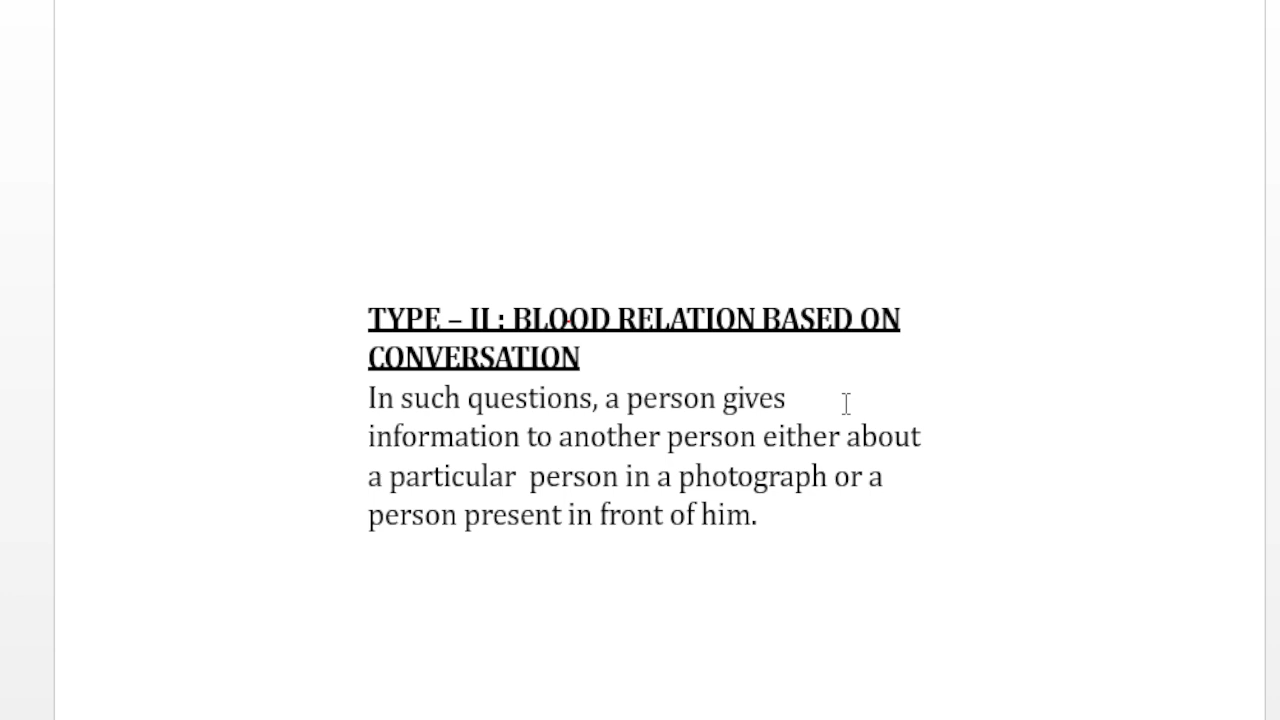 TYPE – II : BLOOD RELATION BASED ON
CONVERSATION
In such questions, a person gives
information to another person either about
a particular  person in a photograph or a
person present in front of him.